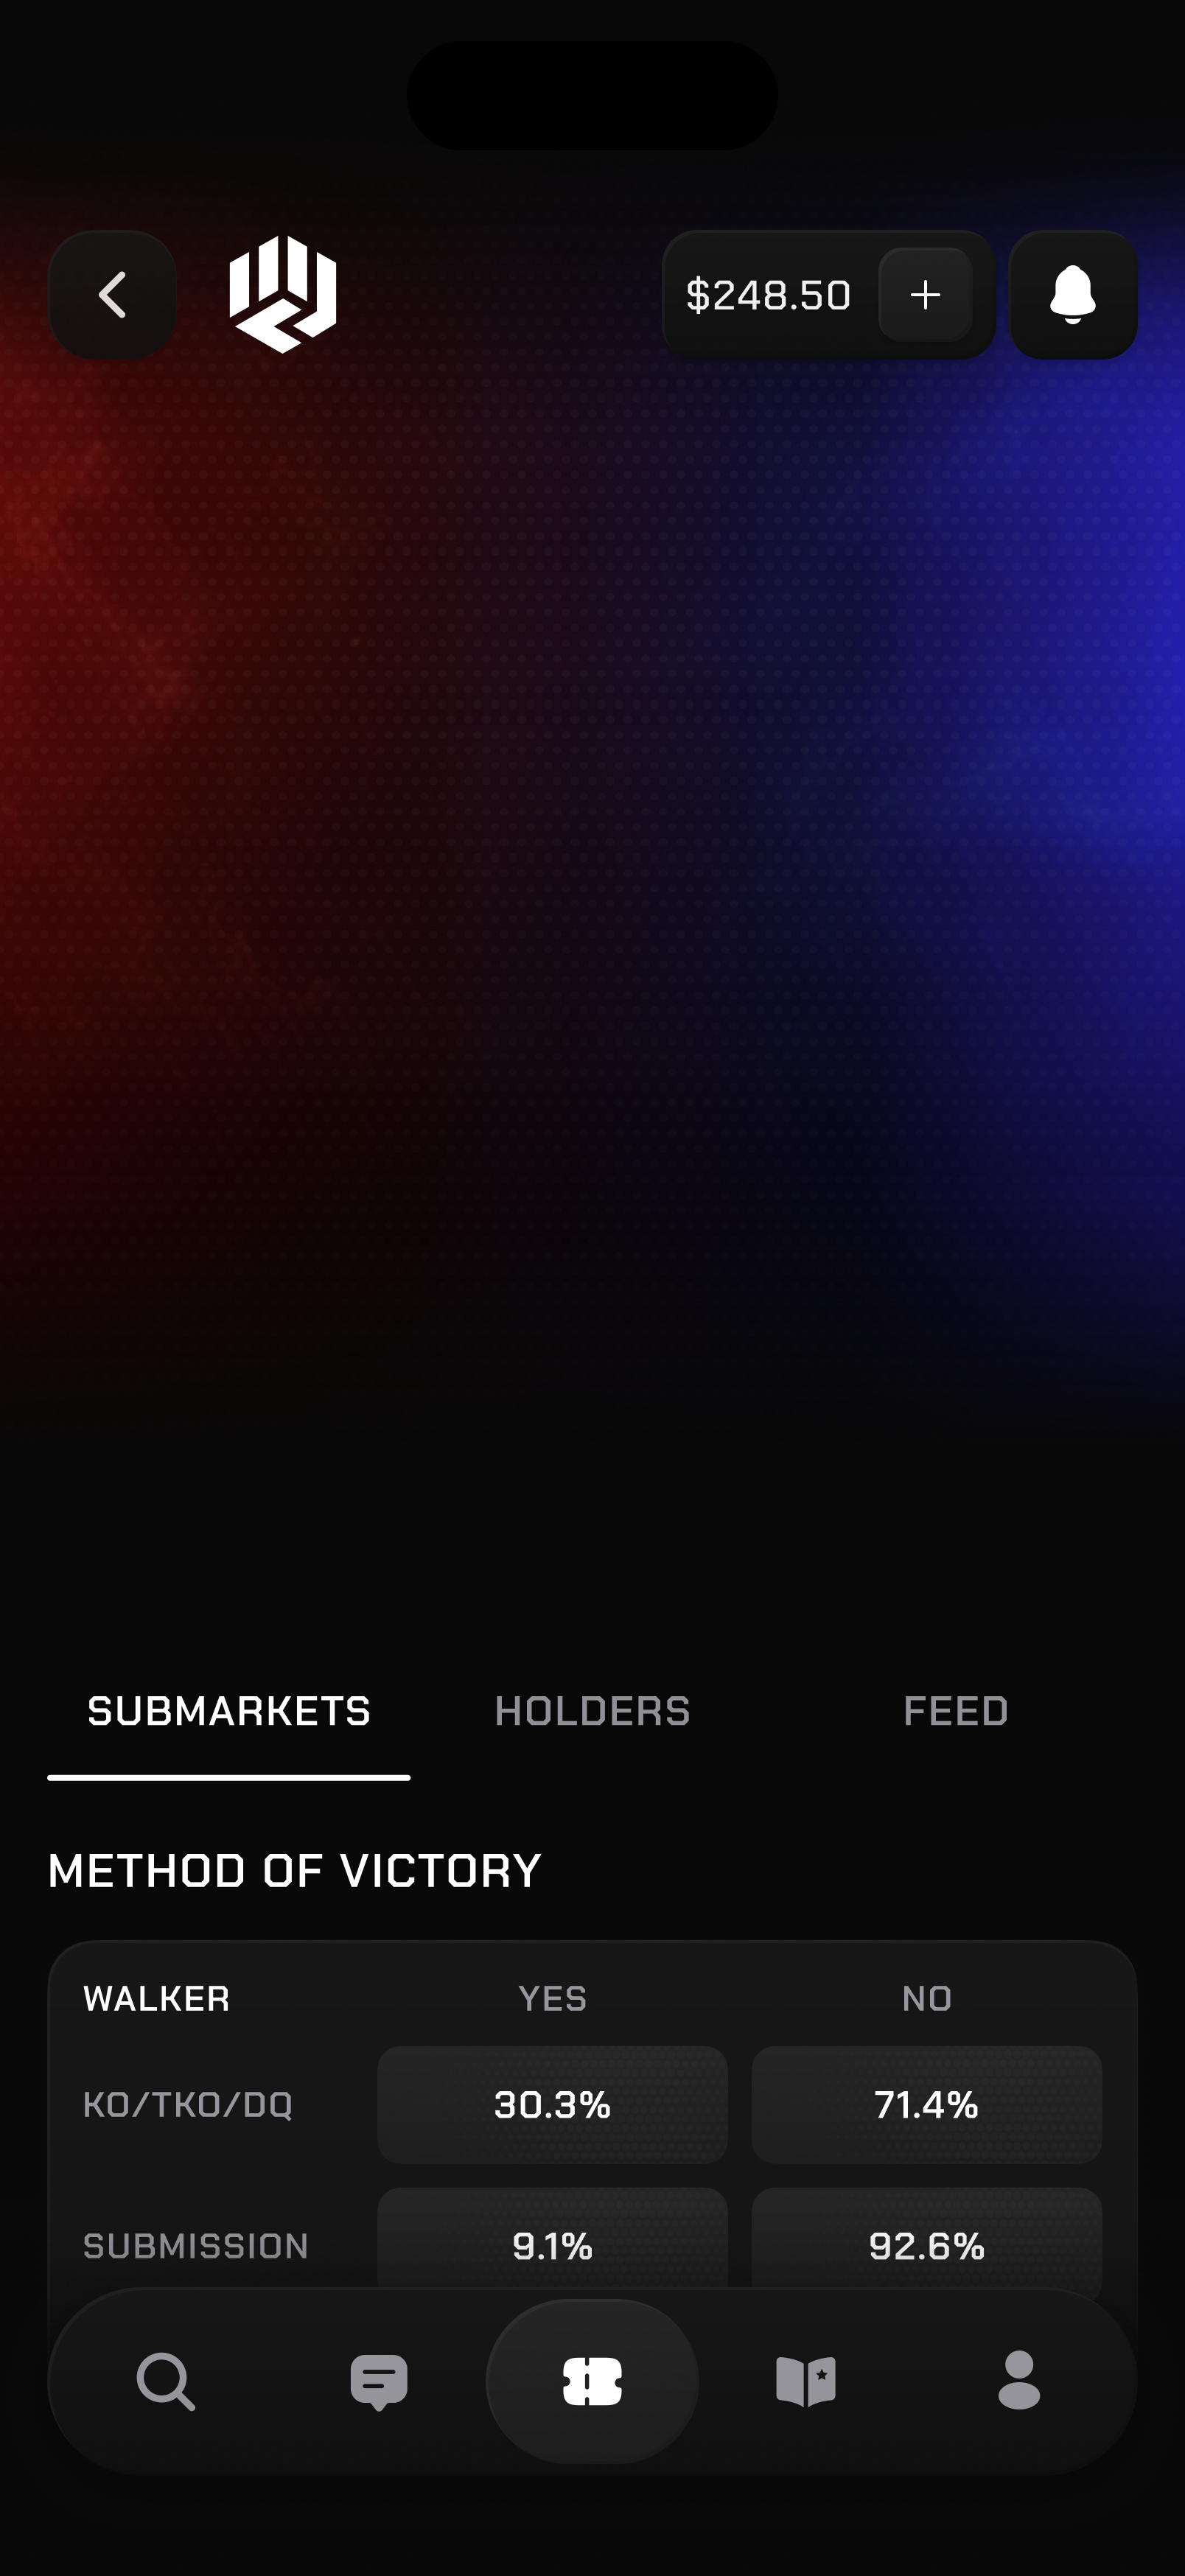 $248.50 +
SUBMARKETS HOLDERS FEED
METHOD OF VICTORY
WALKER YES NO
KO/TKO/DQ 30.3% 71.4%
SUBMISSION 9.1% 92.6%